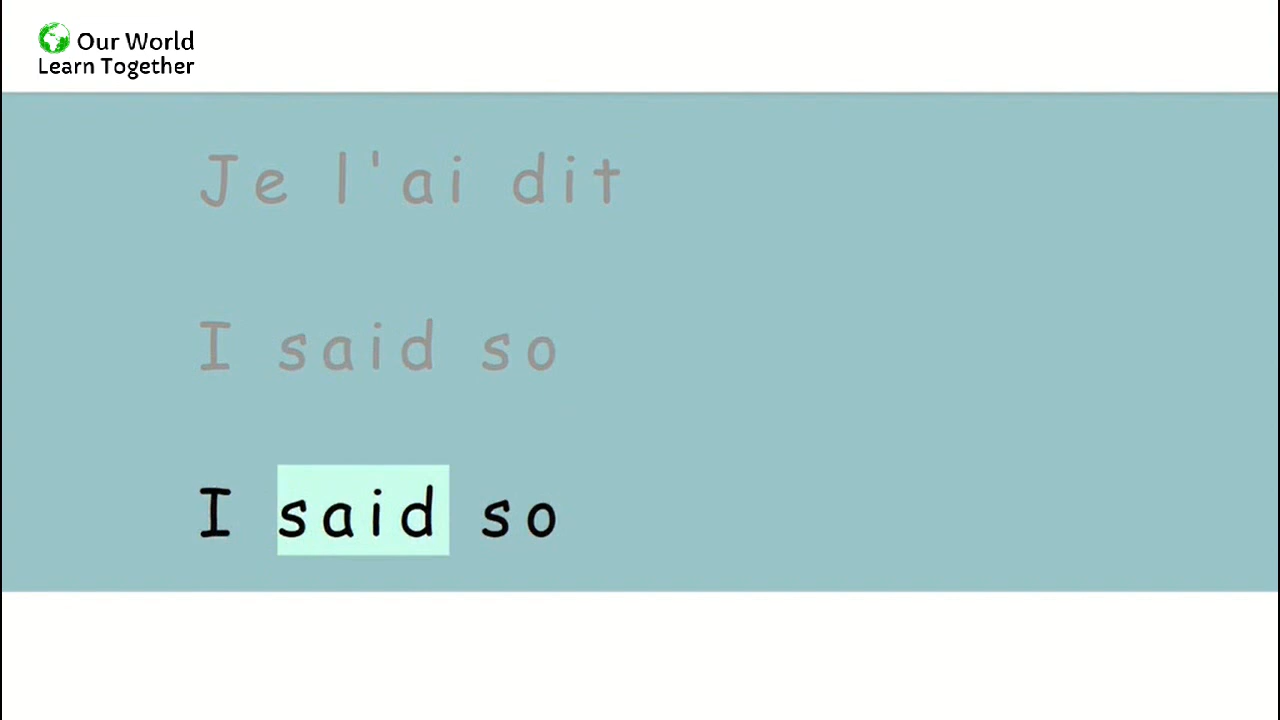 Our World
Learn Together
Je l'ai dit
I said so
I said so